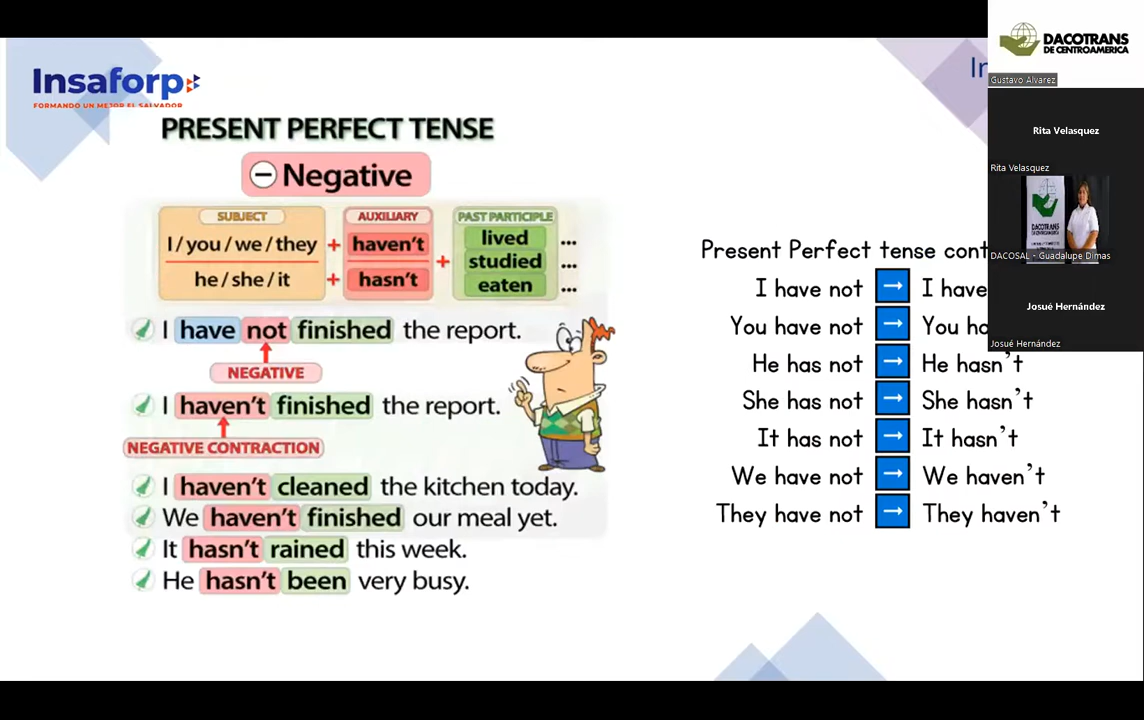 Insaforp
FORMANDO UN MEJOR EL SALVADOR
In
PRESENT PERFECT TENSE
Negative
SUBJECT AUXILIARY PAST PARTICIPLE
I / you / we / they + haven't + lived ...
studied ...
he / she / it + hasn't eaten ...
I have not finished the report.
NEGATIVE
I haven't finished the report.
NEGATIVE CONTRACTION
I haven't cleaned the kitchen today.
We haven't finished our meal yet.
It hasn't rained this week.
He hasn't been very busy.
Present Perfect tense cont
I have not → I have
You have not → You ha
He has not → He hasn't
She has not → She hasn't
It has not → It hasn't
We have not → We haven't
They have not → They haven't
DACOTRANS
DE CENTROAMERICA
Gustavo Alvarez
Rita Velasquez
Rita Velasquez
DACOSAL - Guadalupe Dimas
Josué Hernández
Josué Hernández